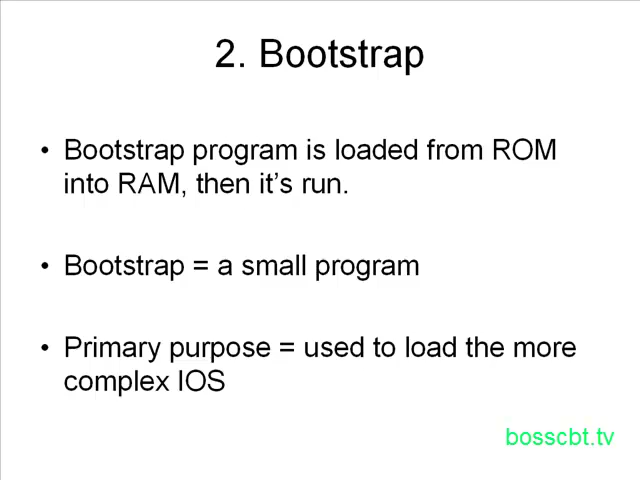 2. Bootstrap
• Bootstrap program is loaded from ROM
into RAM, then it's run.
• Bootstrap = a small program
• Primary purpose = used to load the more
complex IOS
bosscbt.tv